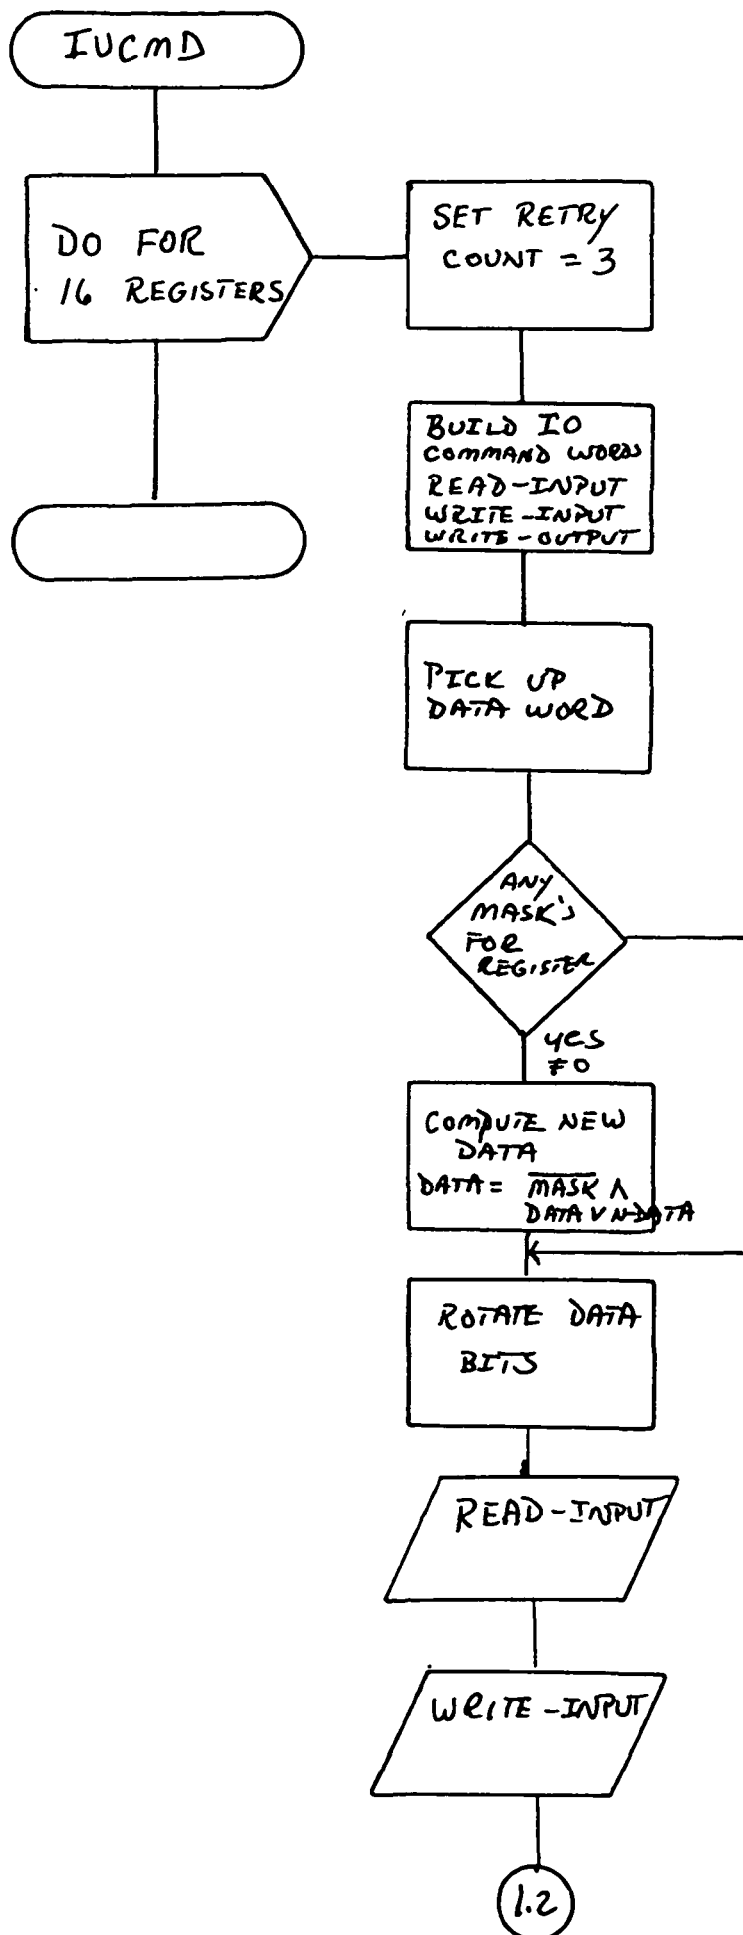 IUCMD
DO FOR
16 REGISTERS
SET RETRY
COUNT = 3
BUILD IO
COMMAND WORDS
READ-INPUT
WRITE-INPUT
WRITE-OUTPUT
PICK UP
DATA WORD
ANY
MASK'S
FOR
REGISTER
yes
≠0
COMPUTE NEW
DATA
DATA = M̅A̅S̅K̅ ∧
DATA ∨ N-DATA
ROTATE DATA
BITS
READ-INPUT
WRITE-INPUT
1.2